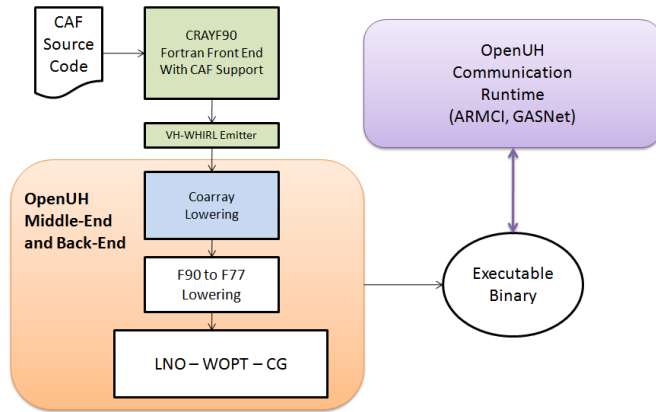 CAF
Source
Code
CRAYF90
Fortran Front End
With CAF Support
VH-WHIRL Emitter
OpenUH
Middle-End
and Back-End
Coarray
Lowering
F90 to F77
Lowering
LNO – WOPT – CG
OpenUH
Communication
Runtime
(ARMCI, GASNet)
Executable
Binary